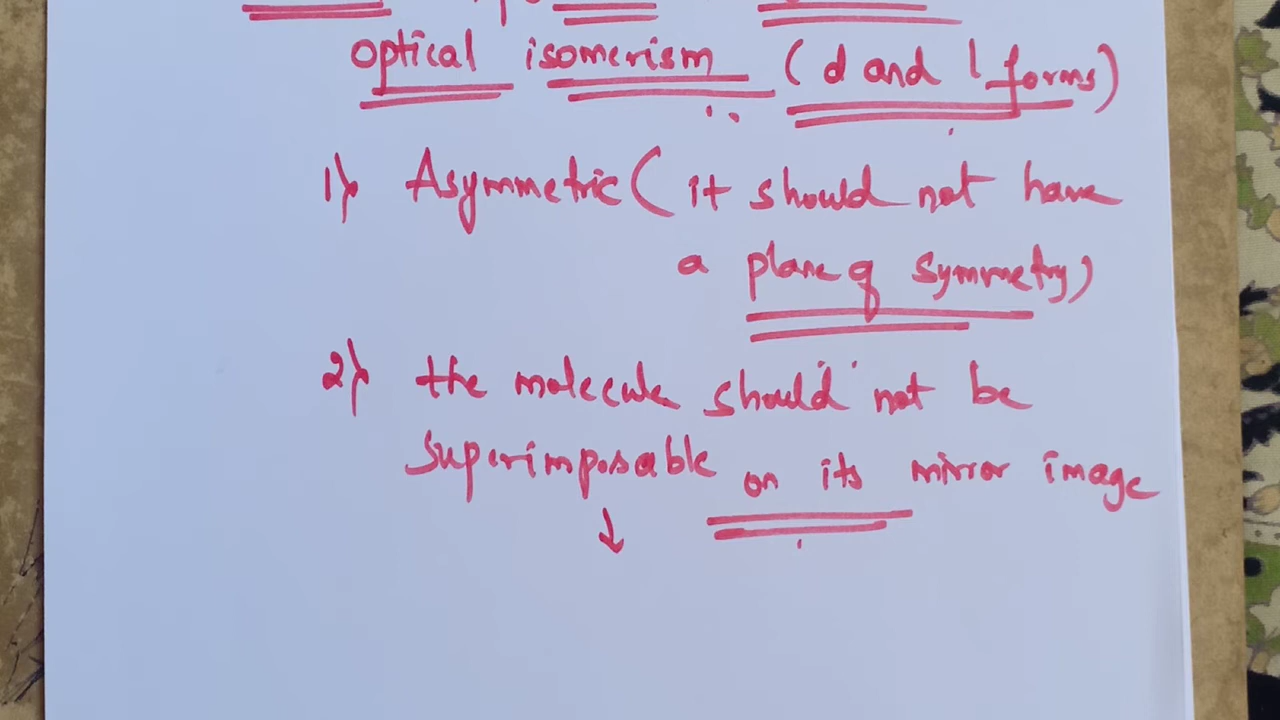 optical isomerism (d and l forms)
1) Asymmetric (it should not have
a plane of symmetry)
2) the molecule should not be
superimposable on its mirror image